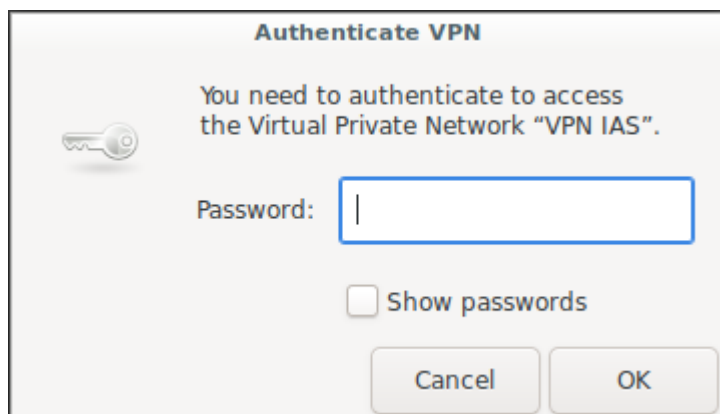 Authenticate VPN
You need to authenticate to access
the Virtual Private Network “VPN IAS”.
Password:
Show passwords
Cancel OK